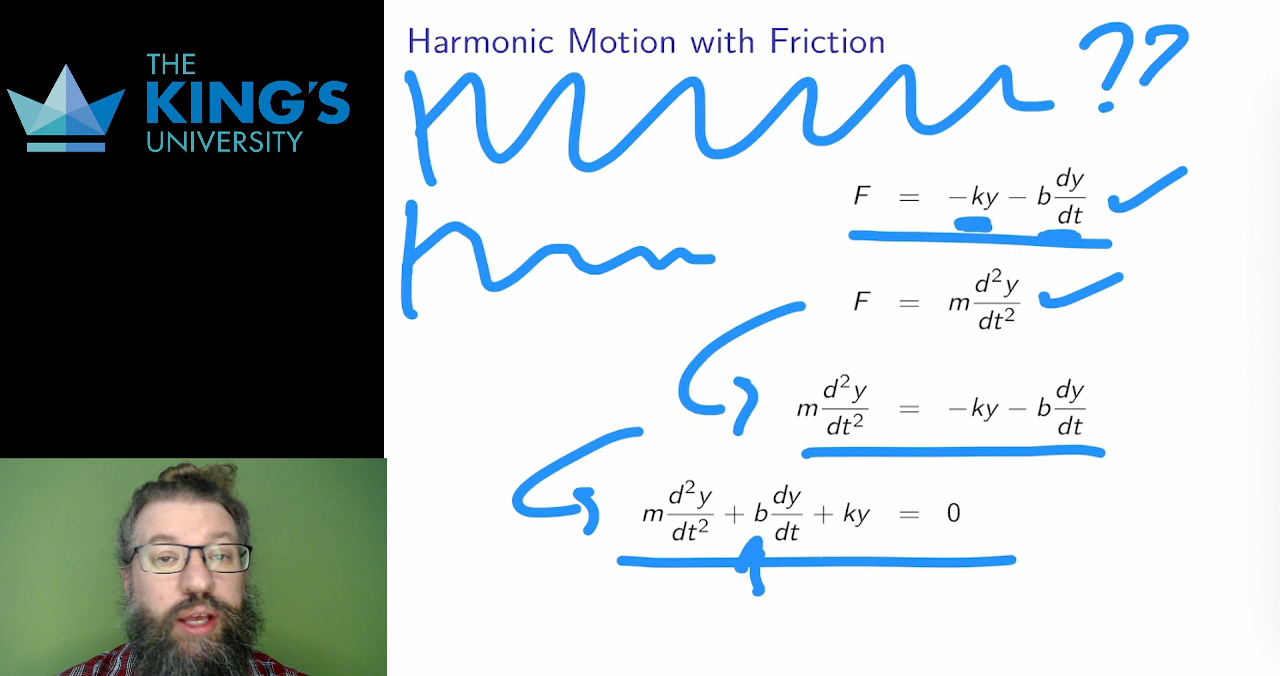 THE
KING'S
UNIVERSITY
Harmonic Motion with Friction
??
F = −ky − b dy/dt
F = m d²y/dt²
m d²y/dt² = −ky − b dy/dt
m d²y/dt² + b dy/dt + ky = 0